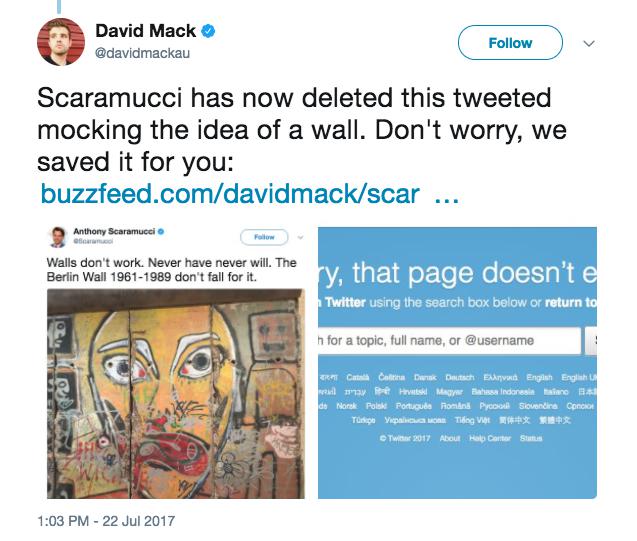 David Mack
@davidmackau
Follow
Scaramucci has now deleted this tweeted
mocking the idea of a wall. Don't worry, we
saved it for you:
buzzfeed.com/davidmack/scar ...
Anthony Scaramucci
@Scaramucci
Follow
Walls don't work. Never have never will. The
Berlin Wall 1961-1989 don't fall for it.
ry, that page doesn't e
Twitter using the search box below or return to
h for a topic, full name, or @username
বাংলা Català Čeština Dansk Deutsch Ελληνικά English English U
עִבְרִית हिन्दी Hrvatski Magyar Bahasa Indonesia Italiano 日本
ds Norsk Polski Português Română Русский Slovenčina Српски
Türkçe Українська мова Tiếng Việt 简体中文 繁體中文
© Twitter 2017 About Help Center Status
1:03 PM - 22 Jul 2017